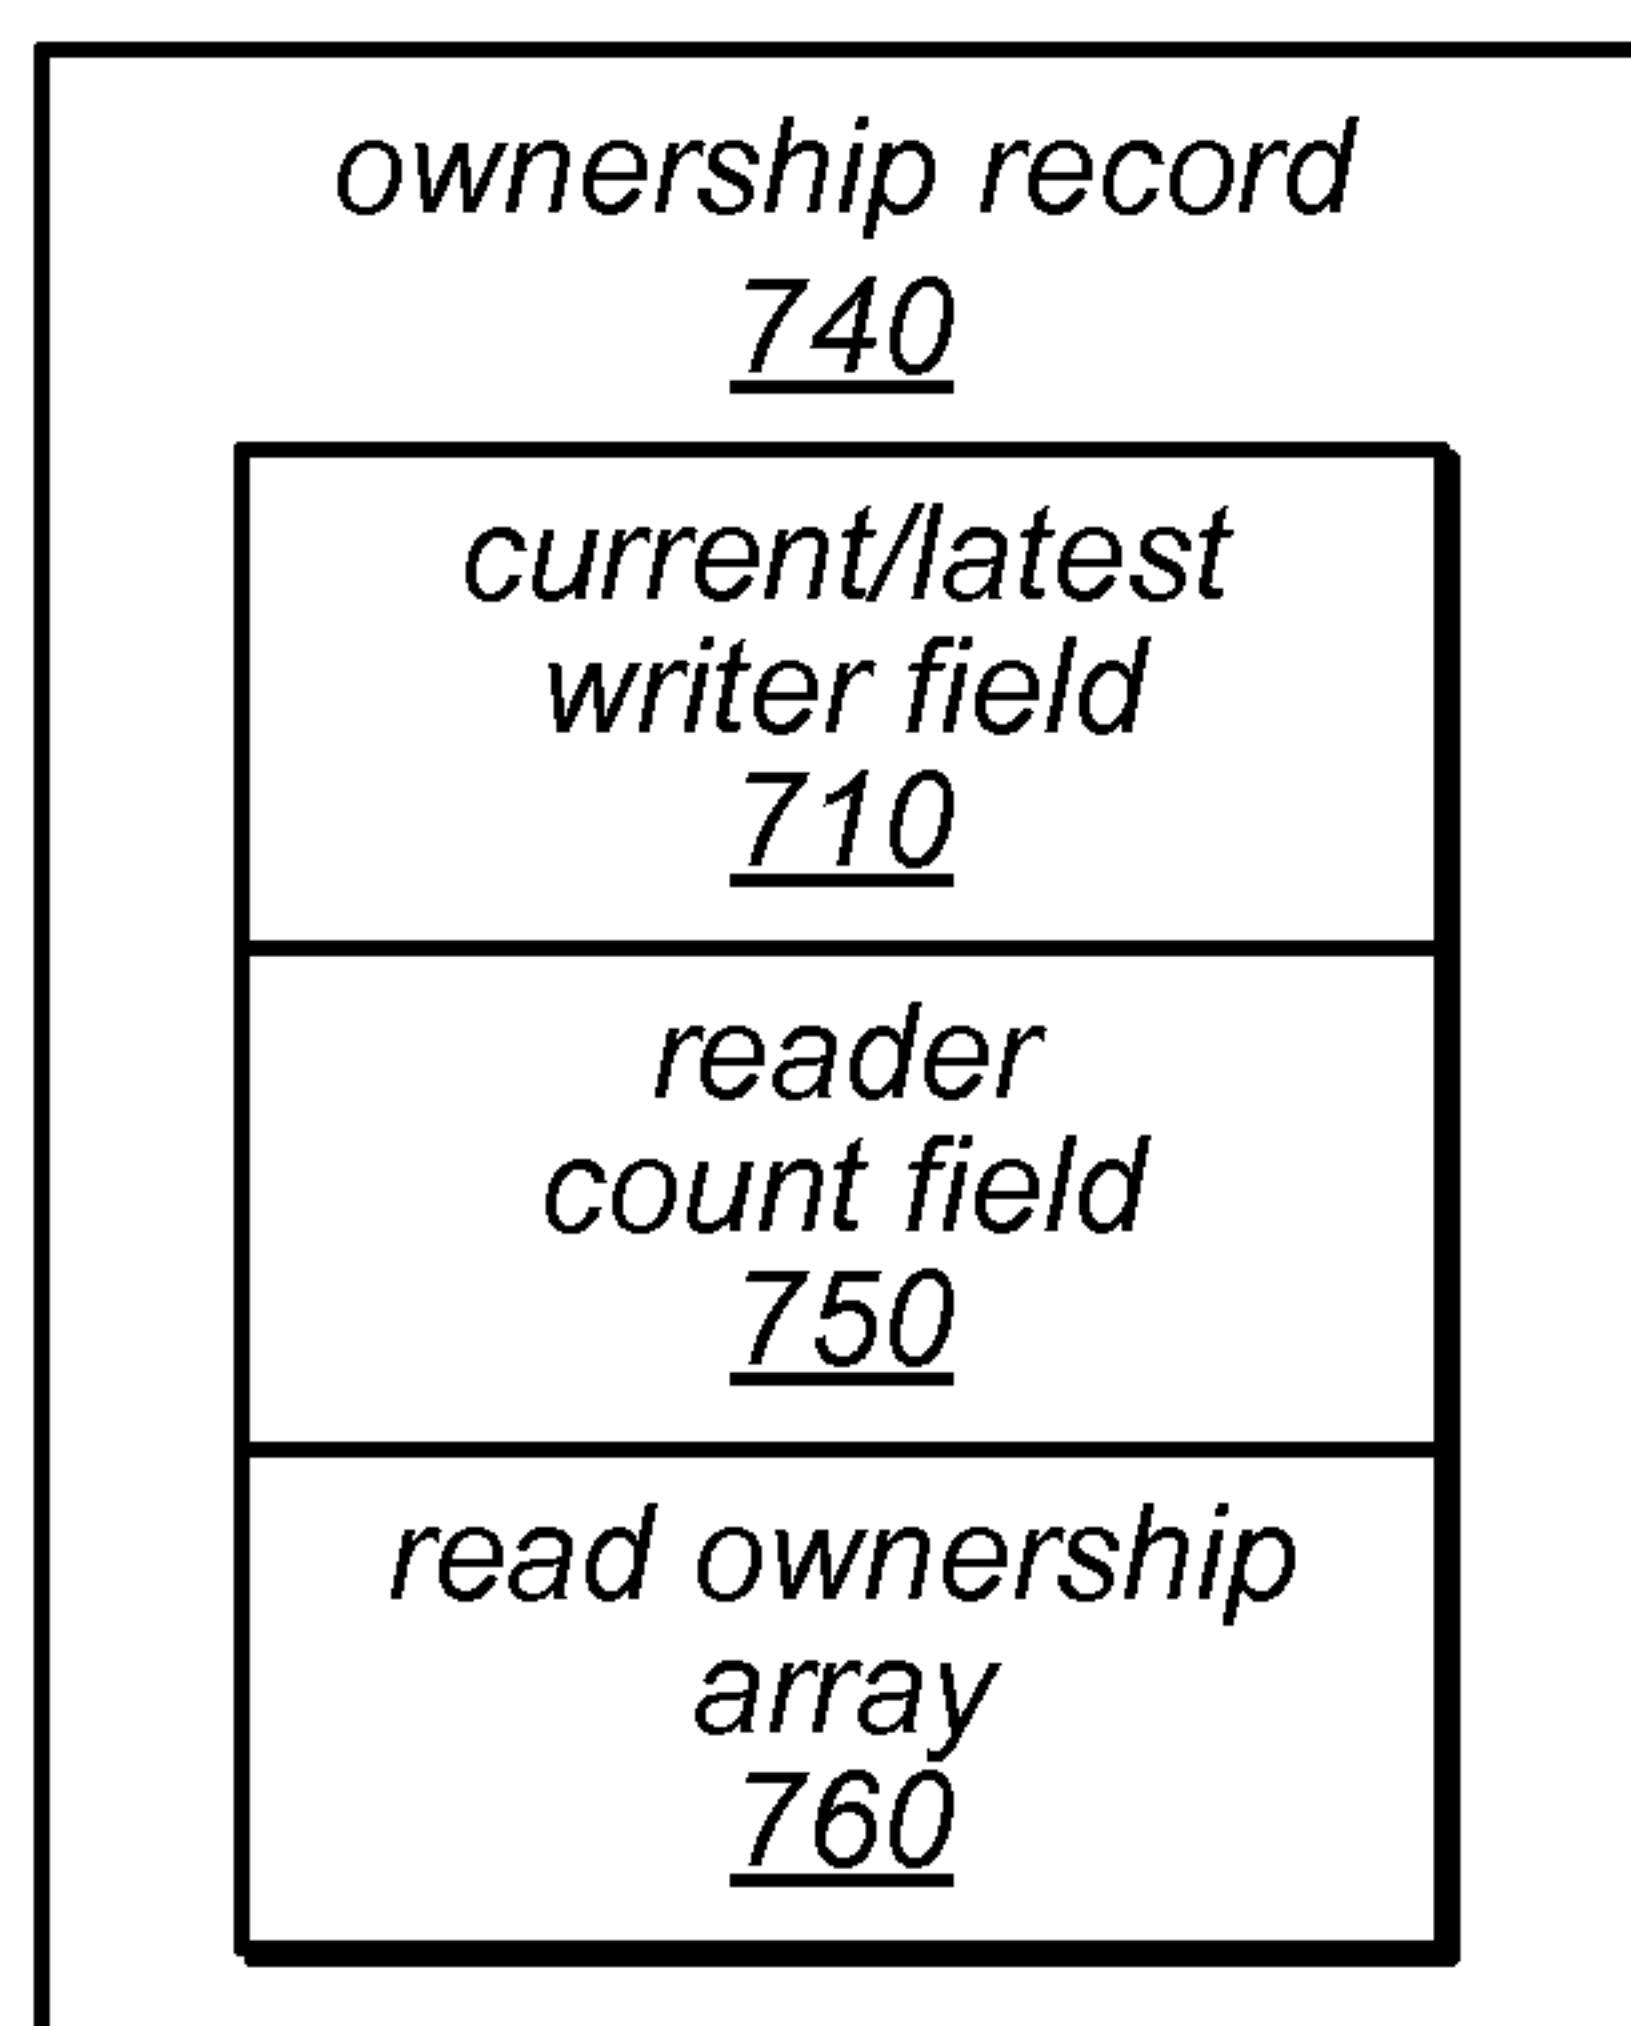 ownership record
740
current/latest
writer field
710
reader
count field
750
read ownership
array
760